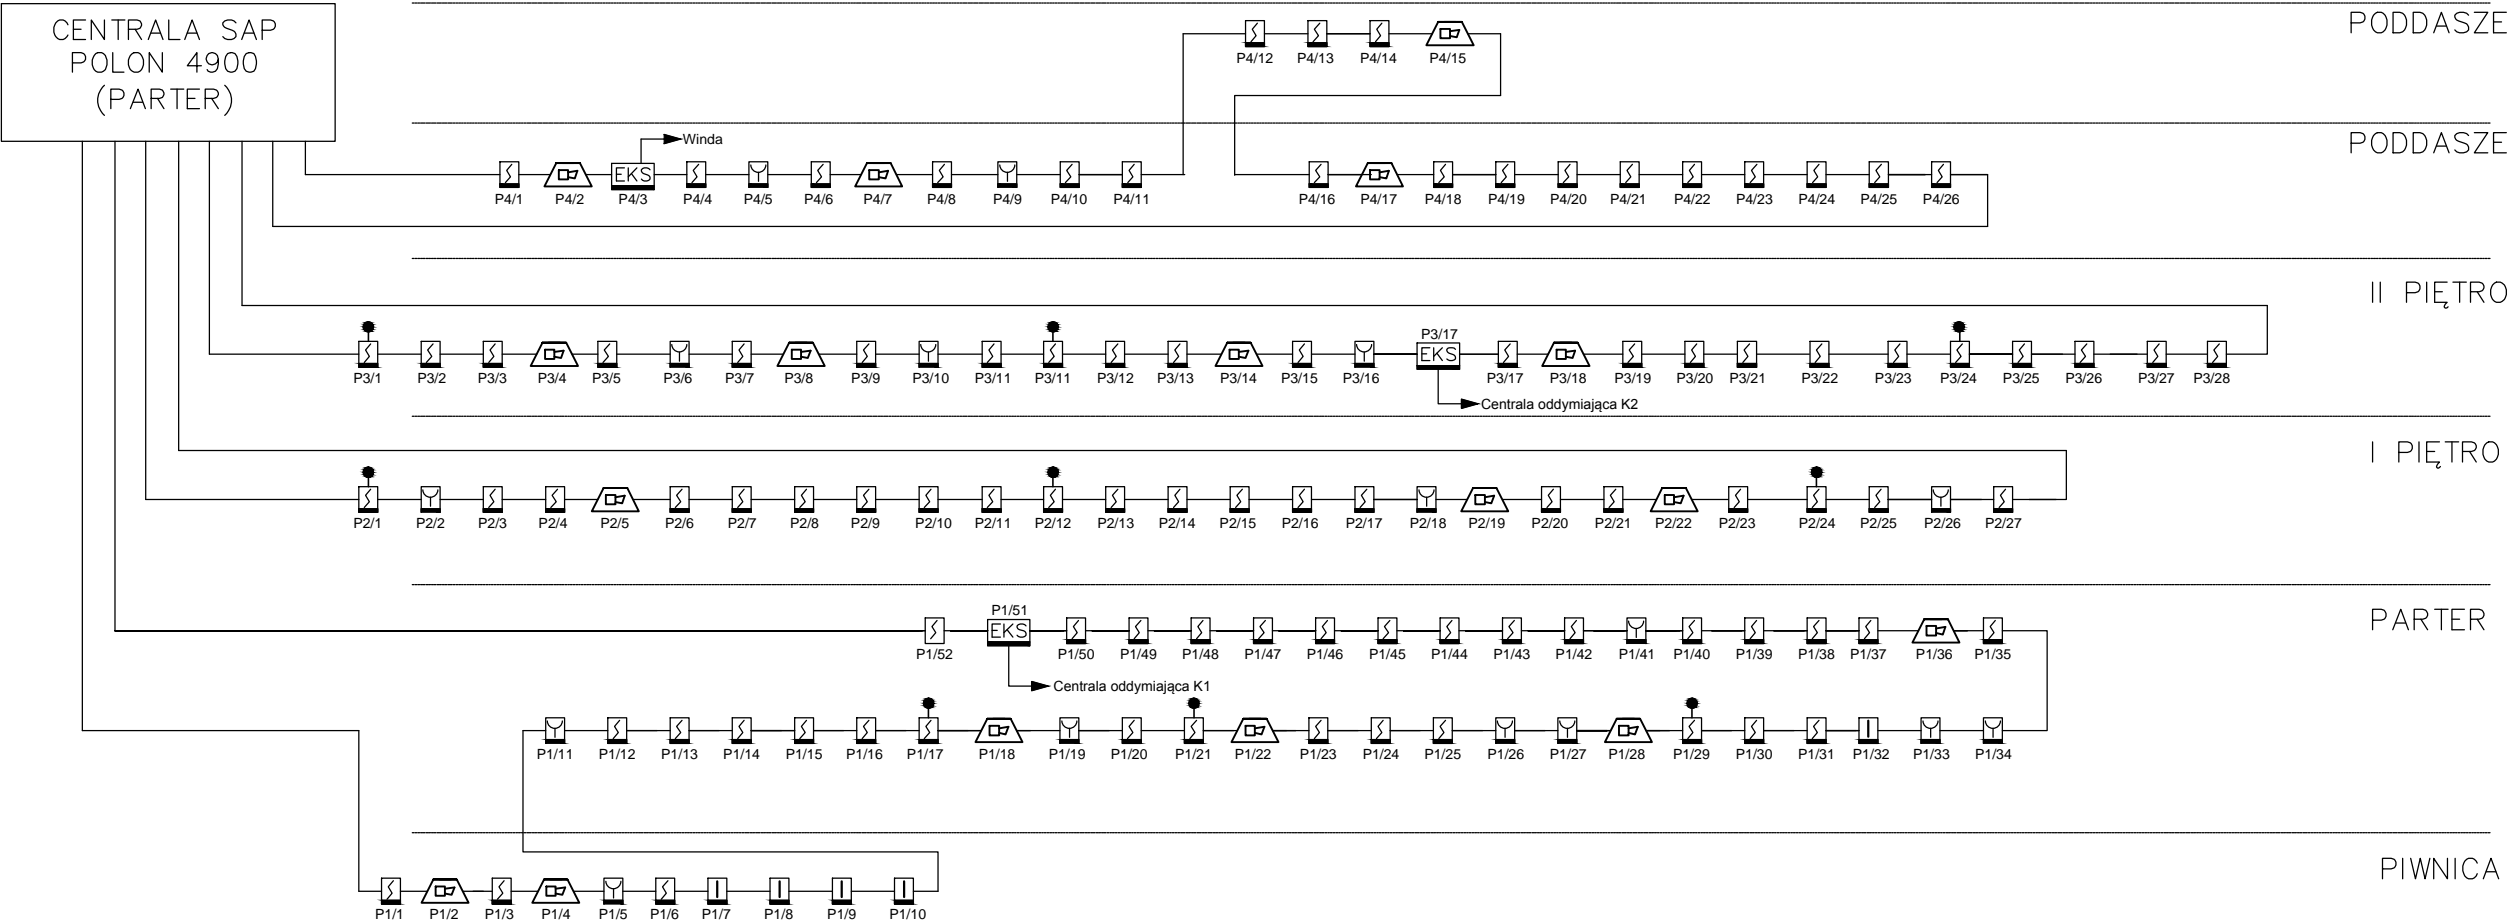 CENTRALA SAP
POLON 4900
(PARTER)
PODDASZE
P4/12 P4/13 P4/14 P4/15
PODDASZE
Winda
EKS
P4/1 P4/2 P4/3 P4/4 P4/5 P4/6 P4/7 P4/8 P4/9 P4/10 P4/11 P4/16 P4/17 P4/18 P4/19 P4/20 P4/21 P4/22 P4/23 P4/24 P4/25 P4/26
II PIĘTRO
P3/17
EKS
P3/1 P3/2 P3/3 P3/4 P3/5 P3/6 P3/7 P3/8 P3/9 P3/10 P3/11 P3/11 P3/12 P3/13 P3/14 P3/15 P3/16 P3/17 P3/18 P3/19 P3/20 P3/21 P3/22 P3/23 P3/24 P3/25 P3/26 P3/27 P3/28
Centrala oddymiająca K2
I PIĘTRO
P2/1 P2/2 P2/3 P2/4 P2/5 P2/6 P2/7 P2/8 P2/9 P2/10 P2/11 P2/12 P2/13 P2/14 P2/15 P2/16 P2/17 P2/18 P2/19 P2/20 P2/21 P2/22 P2/23 P2/24 P2/25 P2/26 P2/27
PARTER
P1/51
EKS
P1/52 P1/50 P1/49 P1/48 P1/47 P1/46 P1/45 P1/44 P1/43 P1/42 P1/41 P1/40 P1/39 P1/38 P1/37 P1/36 P1/35
Centrala oddymiająca K1
P1/11 P1/12 P1/13 P1/14 P1/15 P1/16 P1/17 P1/18 P1/19 P1/20 P1/21 P1/22 P1/23 P1/24 P1/25 P1/26 P1/27 P1/28 P1/29 P1/30 P1/31 P1/32 P1/33 P1/34
PIWNICA
P1/1 P1/2 P1/3 P1/4 P1/5 P1/6 P1/7 P1/8 P1/9 P1/10